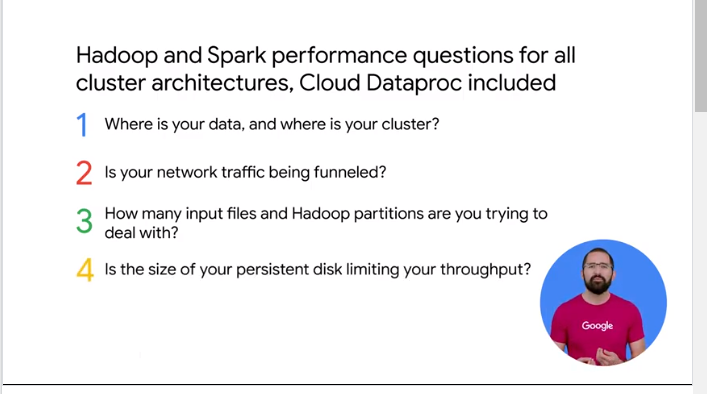 Hadoop and Spark performance questions for all
cluster architectures, Cloud Dataproc included
1 Where is your data, and where is your cluster?
2 Is your network traffic being funneled?
3 How many input files and Hadoop partitions are you trying to
deal with?
4 Is the size of your persistent disk limiting your throughput?
Google